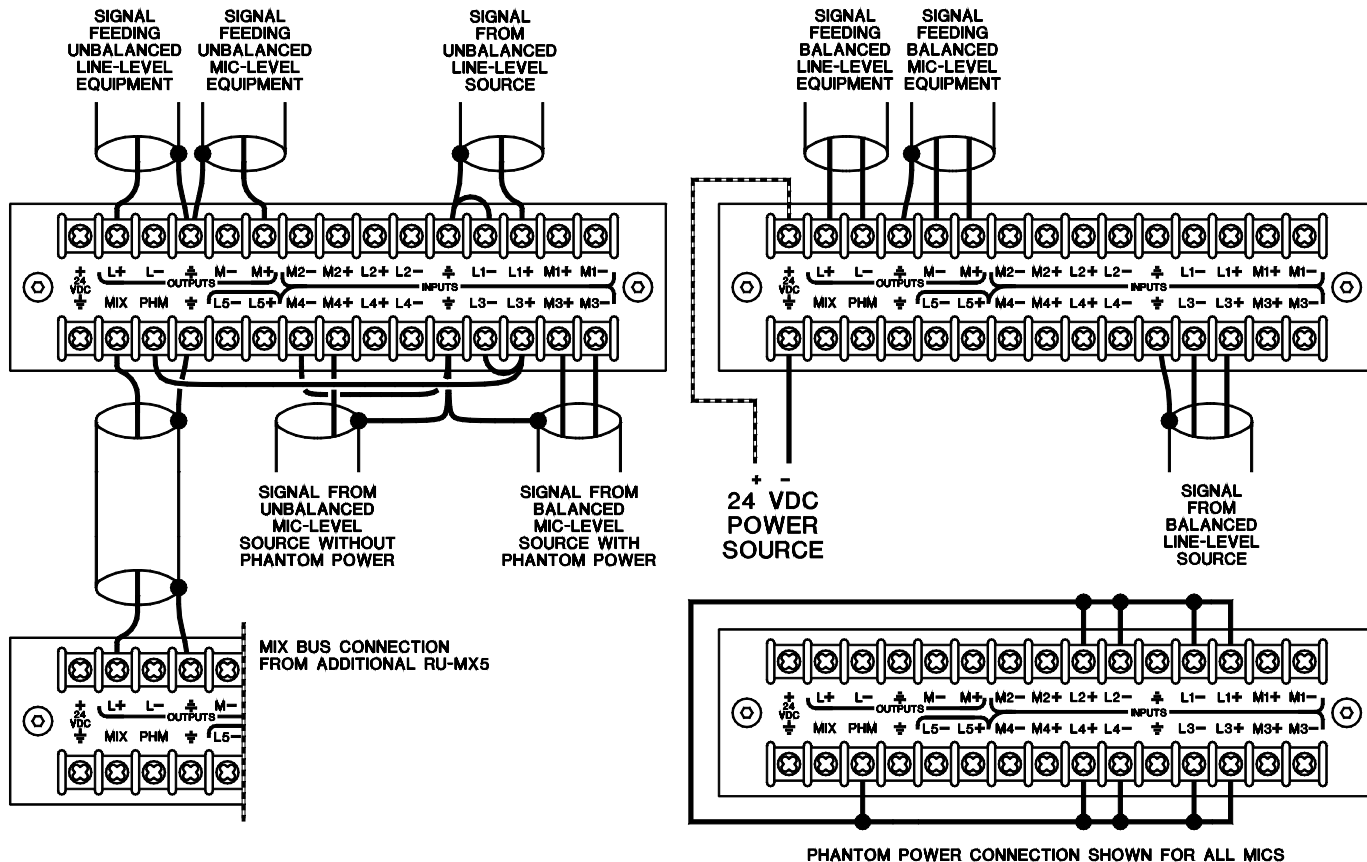 SIGNAL
FEEDING
UNBALANCED
LINE-LEVEL
EQUIPMENT
SIGNAL
FEEDING
UNBALANCED
MIC-LEVEL
EQUIPMENT
SIGNAL
FROM
UNBALANCED
LINE-LEVEL
SOURCE
SIGNAL
FEEDING
BALANCED
LINE-LEVEL
EQUIPMENT
SIGNAL
FEEDING
BALANCED
MIC-LEVEL
EQUIPMENT
+ L+ L- M- M+ M2- M2+ L2+ L2- L1- L1+ M1+ M1-
24 VDC OUTPUTS INPUTS
MIX PHM L5- L5+ M4- M4+ L4+ L4- L3- L3+ M3+ M3-
+ L+ L- M- M+ M2- M2+ L2+ L2- L1- L1+ M1+ M1-
24 VDC OUTPUTS INPUTS
MIX PHM L5- L5+ M4- M4+ L4+ L4- L3- L3+ M3+ M3-
SIGNAL FROM
UNBALANCED
MIC-LEVEL
SOURCE WITHOUT
PHANTOM POWER
SIGNAL FROM
BALANCED
MIC-LEVEL
SOURCE WITH
PHANTOM POWER
+ -
24 VDC
POWER
SOURCE
SIGNAL
FROM
BALANCED
LINE-LEVEL
SOURCE
MIX BUS CONNECTION
FROM ADDITIONAL RU-MX5
+ L+ L- M-
24 VDC OUTPUTS
MIX PHM L5-
+ L+ L- M- M+ M2- M2+ L2+ L2- L1- L1+ M1+ M1-
24 VDC OUTPUTS INPUTS
MIX PHM L5- L5+ M4- M4+ L4+ L4- L3- L3+ M3+ M3-
PHANTOM POWER CONNECTION SHOWN FOR ALL MICS